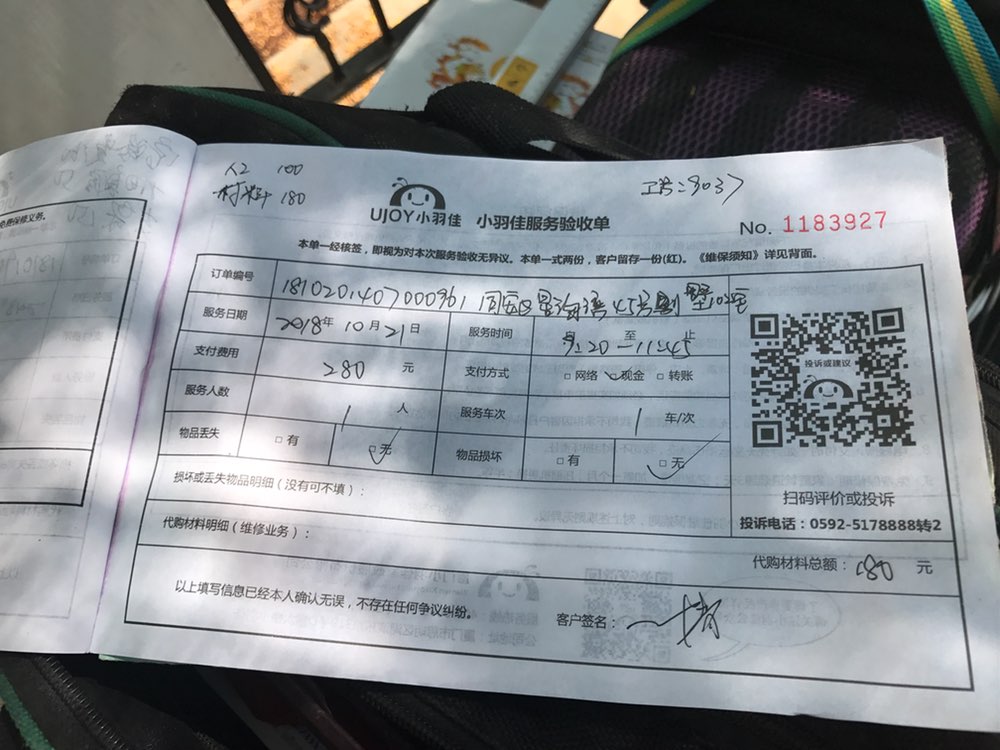 人工 100
材料 180
工号:3037
UJOY小羽佳 小羽佳服务验收单
No. 1183927
本单一经核签，即视为对本次服务验收无异议。本单一式两份，客户留存一份(红)。《维保须知》详见背面。
免费保修义务。
订单编号 181020140700096
服务日期 2018年10月21日 服务时间 至 止 9:20-11:45
支付费用 280 元 支付方式 □网络 ☑现金 □转账
服务人数 1 人 服务车次 1 车/次
物品丢失 □有 ☑无 物品损坏 □有 ☑无
投诉或建议
损坏或丢失物品明细（没有可不填）：
扫码评价或投诉
投诉电话：0592-5178888转2
代购材料明细（维修业务）：
代购材料总额：180 元
以上填写信息已经本人确认无误，不存在任何争议纠纷。
客户签名：